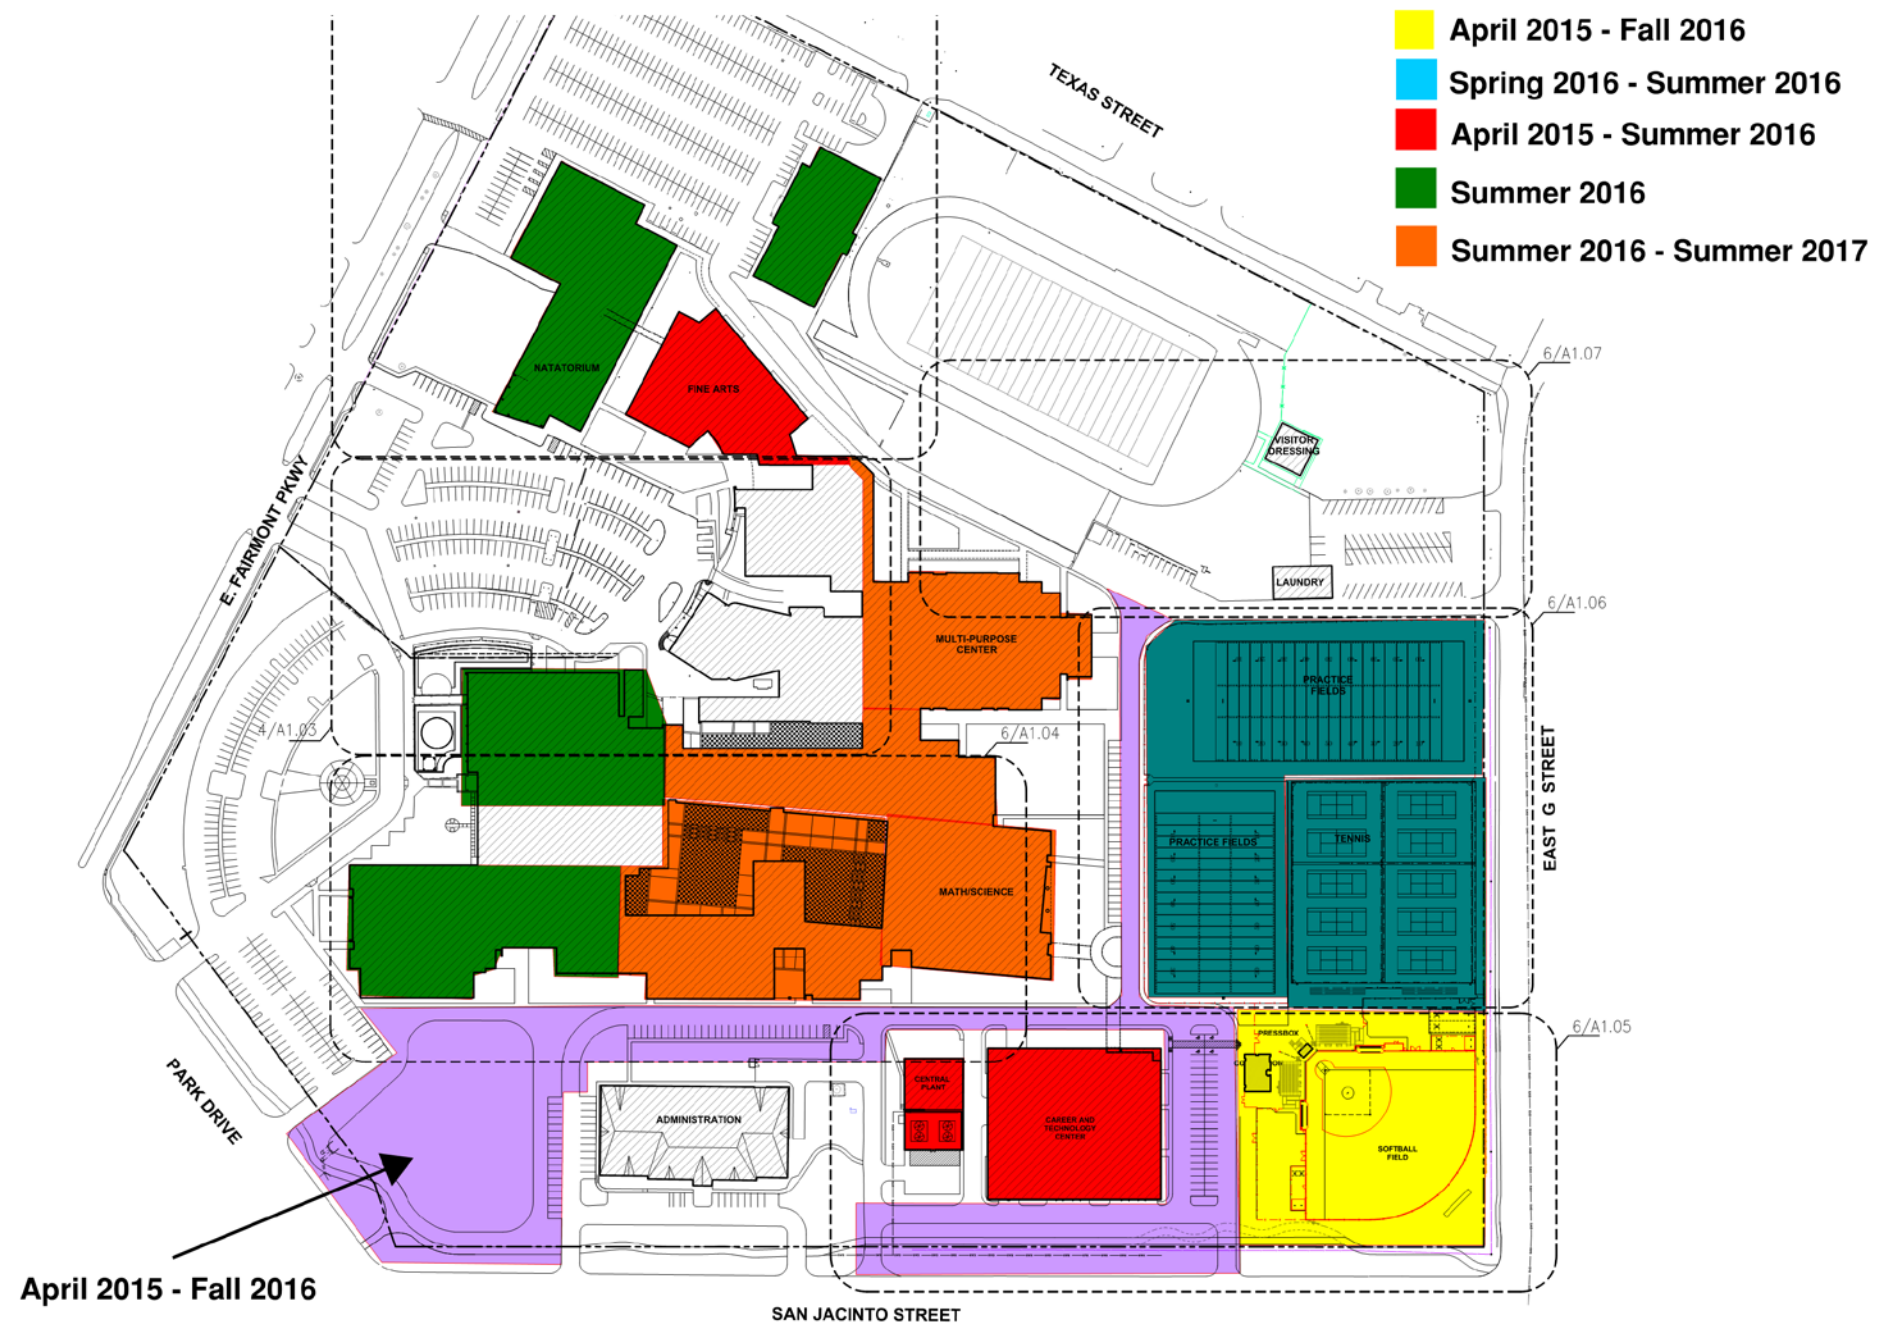 April 2015 - Fall 2016
Spring 2016 - Summer 2016
April 2015 - Summer 2016
Summer 2016
Summer 2016 - Summer 2017
TEXAS STREET
6/A1.07
NATATORIUM
FINE ARTS
VISITOR
DRESSING
E. FAIRMONT PKWY
LAUNDRY
6/A1.06
MULTI-PURPOSE
CENTER
PRACTICE
FIELDS
4/A1.03
6/A1.04
EAST G STREET
PRACTICE FIELDS
TENNIS
MATH/SCIENCE
6/A1.05
PRESSBOX
PARK DRIVE
CENTRAL
PLANT
ADMINISTRATION
CAREER AND
TECHNOLOGY
CENTER
SOFTBALL
FIELD
April 2015 - Fall 2016
SAN JACINTO STREET